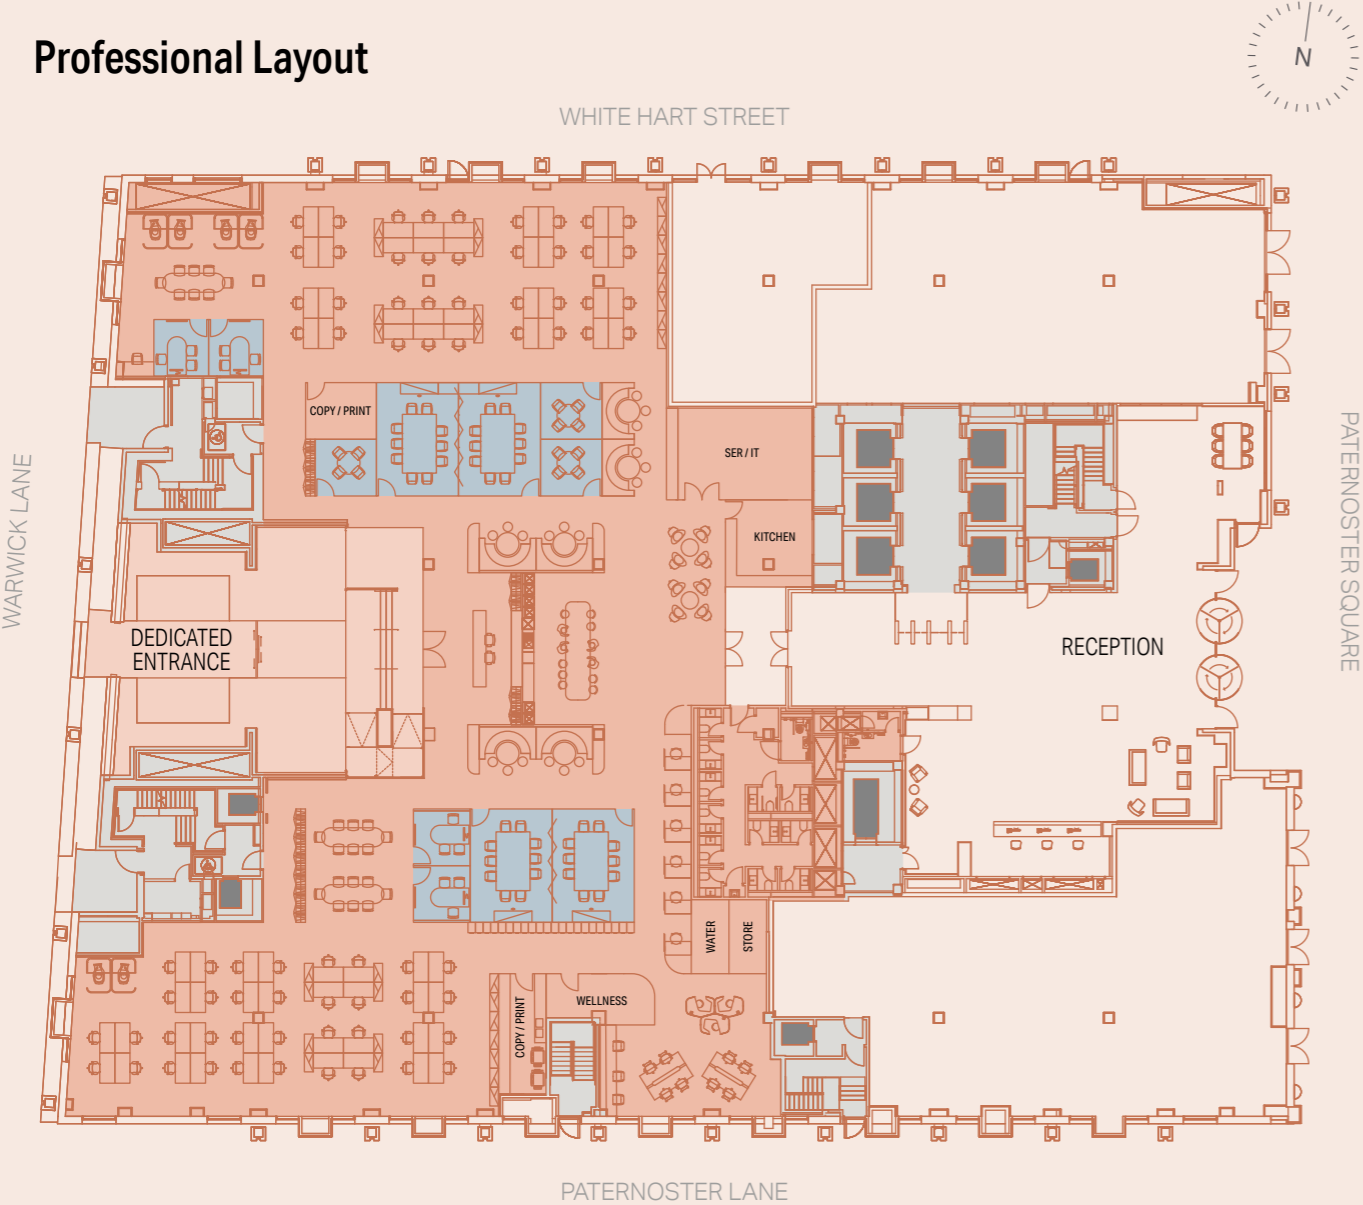 Professional Layout
N
WHITE HART STREET
COPY / PRINT
SER / IT
KITCHEN
WARWICK LANE
PATERNOSTER SQUARE
DEDICATED
ENTRANCE
RECEPTION
WATER
STORE
COPY / PRINT
WELLNESS
PATERNOSTER LANE